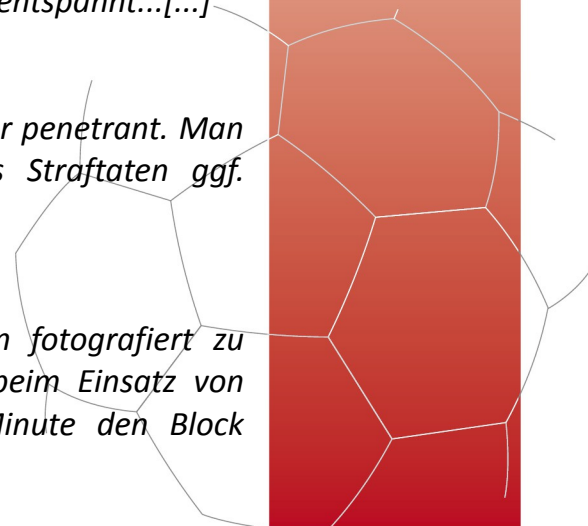 entspannt...[...]
r penetrant. Man
s Straftaten ggf.
n fotografiert zu
beim Einsatz von
Minute den Block